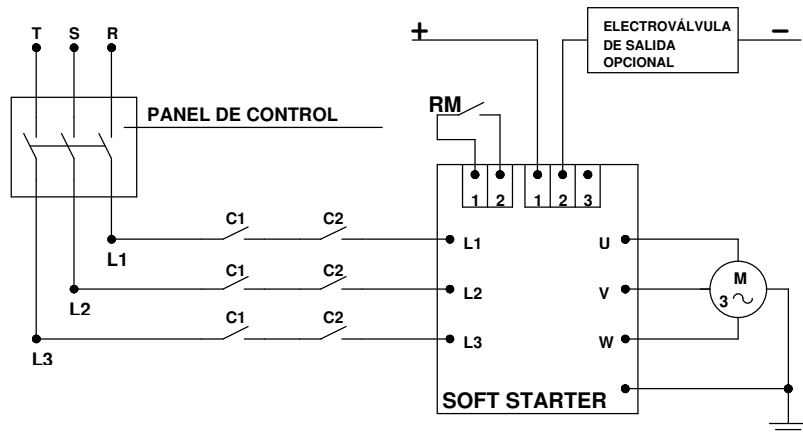 T S R
+
ELECTROVÁLVULA
DE SALIDA
OPCIONAL
−
PANEL DE CONTROL
RM
1 2
1 2 3
C1 C2
L1
L1
U
C1 C2
L2
L2
V
M
3
C1 C2
L3
L3
W
SOFT STARTER